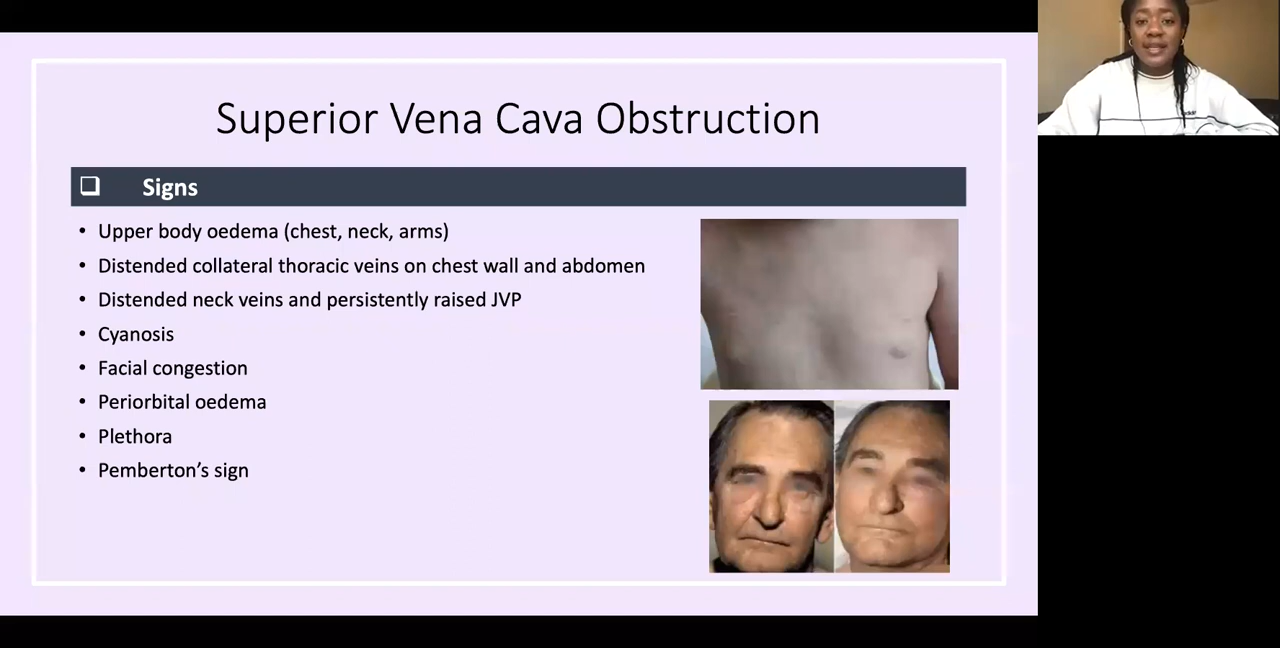 Superior Vena Cava Obstruction
Signs
Upper body oedema (chest, neck, arms)
Distended collateral thoracic veins on chest wall and abdomen
Distended neck veins and persistently raised JVP
Cyanosis
Facial congestion
Periorbital oedema
Plethora
Pemberton’s sign